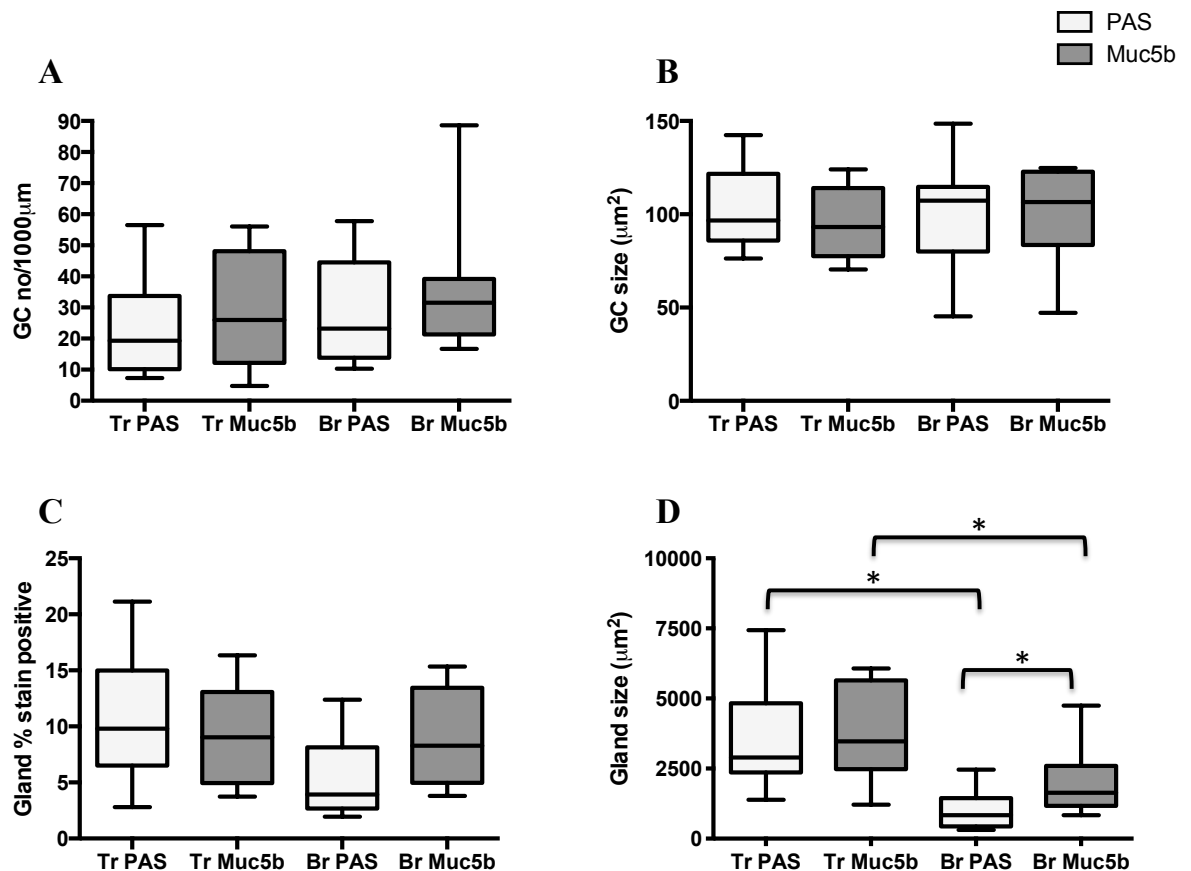 PAS
Muc5b
A
GC no/1000μm
90
80
70
60
50
40
30
20
10
0
Tr PAS Tr Muc5b Br PAS Br Muc5b
B
GC size (μm²)
150
100
50
0
Tr PAS Tr Muc5b Br PAS Br Muc5b
C
Gland % stain positive
25
20
15
10
5
0
Tr PAS Tr Muc5b Br PAS Br Muc5b
D
Gland size (μm²)
10000
7500
5000
2500
0
*
*
*
Tr PAS Tr Muc5b Br PAS Br Muc5b